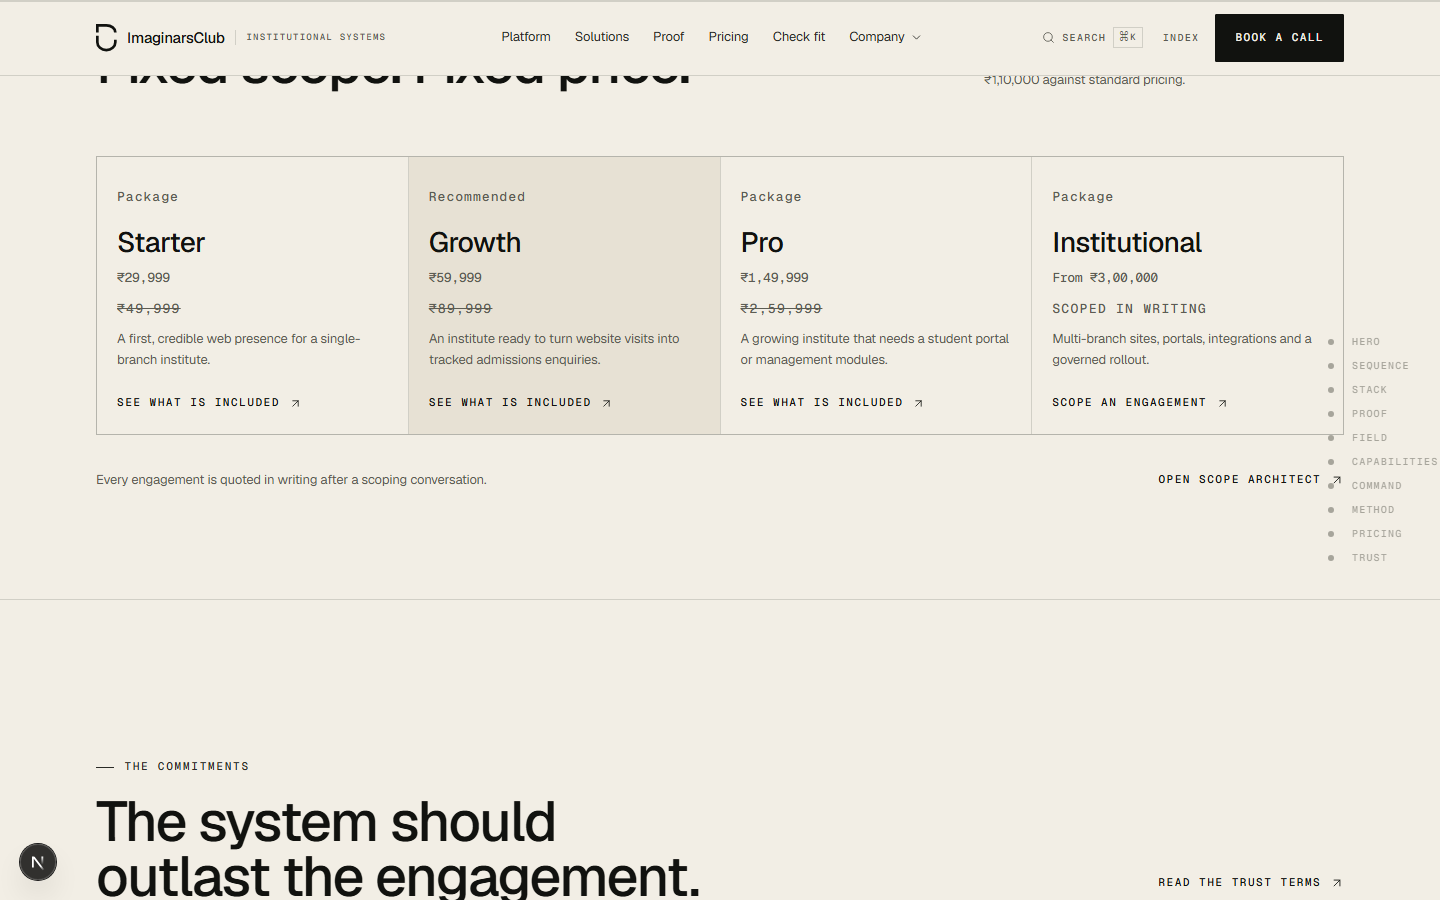 ImaginarsClub
INSTITUTIONAL SYSTEMS
Platform
Solutions
Proof
Pricing
Check fit
Company
SEARCH
⌘K
INDEX
BOOK A CALL
Fixed scope. Fixed price.
₹1,10,000 against standard pricing.
Package
Starter
₹29,999
₹49,999
A first, credible web presence for a single-
branch institute.
SEE WHAT IS INCLUDED
Recommended
Growth
₹59,999
₹89,999
An institute ready to turn website visits into
tracked admissions enquiries.
SEE WHAT IS INCLUDED
Package
Pro
₹1,49,999
₹2,59,999
A growing institute that needs a student portal
or management modules.
SEE WHAT IS INCLUDED
Package
Institutional
From ₹3,00,000
SCOPED IN WRITING
Multi-branch sites, portals, integrations and a
governed rollout.
SCOPE AN ENGAGEMENT
HERO
SEQUENCE
STACK
PROOF
FIELD
CAPABILITIES
COMMAND
METHOD
PRICING
TRUST
Every engagement is quoted in writing after a scoping conversation.
OPEN SCOPE ARCHITECT
THE COMMITMENTS
The system should
outlast the engagement.
READ THE TRUST TERMS
N